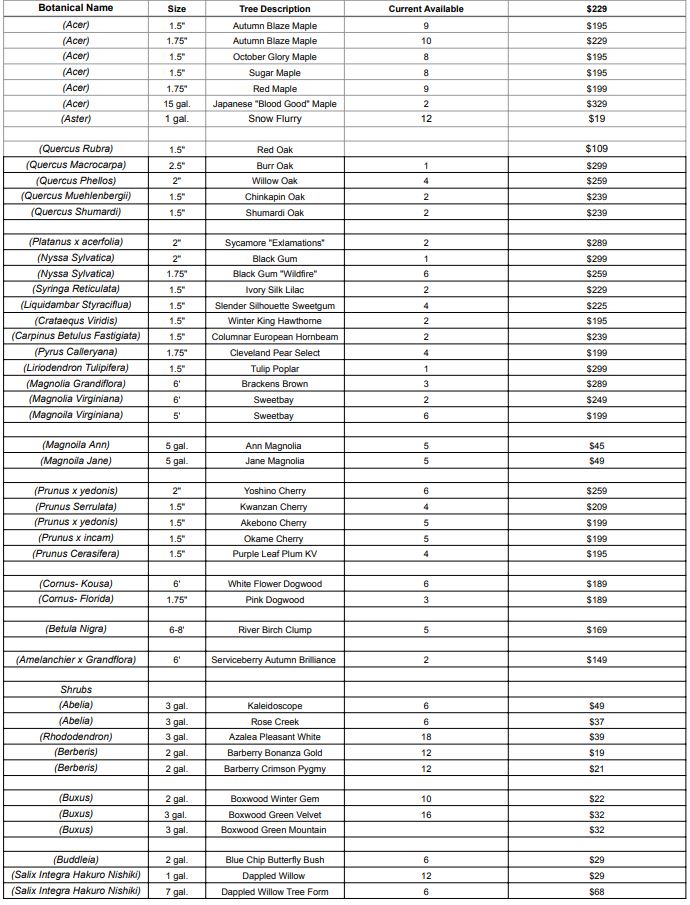 Botanical Name Size Tree Description Current Available $229
(Acer) 1.5" Autumn Blaze Maple 9 $195
(Acer) 1.75" Autumn Blaze Maple 10 $229
(Acer) 1.5" October Glory Maple 8 $195
(Acer) 1.5" Sugar Maple 8 $195
(Acer) 1.75" Red Maple 9 $199
(Acer) 15 gal. Japanese "Blood Good" Maple 2 $329
(Aster) 1 gal. Snow Flurry 12 $19
(Quercus Rubra) 1.5" Red Oak $109
(Quercus Macrocarpa) 2.5" Burr Oak 1 $299
(Quercus Phellos) 2" Willow Oak 4 $259
(Quercus Muehlenbergii) 1.5" Chinkapin Oak 2 $239
(Quercus Shumardi) 1.5" Shumardi Oak 2 $239
(Platanus x acerfolia) 2" Sycamore "Exlamations" 2 $289
(Nyssa Sylvatica) 2" Black Gum 1 $299
(Nyssa Sylvatica) 1.75" Black Gum "Wildfire" 6 $259
(Syringa Reticulata) 1.5" Ivory Silk Lilac 2 $229
(Liquidambar Styraciflua) 1.5" Slender Silhouette Sweetgum 4 $225
(Crataequs Viridis) 1.5" Winter King Hawthorne 2 $195
(Carpinus Betulus Fastigiata) 1.5" Columnar European Hornbeam 2 $239
(Pyrus Calleryana) 1.75" Cleveland Pear Select 4 $199
(Liriodendron Tulipifera) 1.5" Tulip Poplar 1 $299
(Magnolia Grandiflora) 6' Brackens Brown 3 $289
(Magnolia Virginiana) 6' Sweetbay 2 $249
(Magnoila Virginiana) 5' Sweetbay 6 $199
(Magnoila Ann) 5 gal. Ann Magnolia 5 $45
(Magnoila Jane) 5 gal. Jane Magnolia 5 $49
(Prunus x yedonis) 2" Yoshino Cherry 6 $259
(Prunus Serrulata) 1.5" Kwanzan Cherry 4 $209
(Prunus x yedonis) 1.5" Akebono Cherry 5 $199
(Prunus x incam) 1.5" Okame Cherry 5 $199
(Prunus Cerasifera) 1.5" Purple Leaf Plum KV 4 $195
(Cornus- Kousa) 6' White Flower Dogwood 6 $189
(Cornus- Florida) 1.75" Pink Dogwood 3 $189
(Betula Nigra) 6-8' River Birch Clump 5 $169
(Amelanchier x Grandflora) 6' Serviceberry Autumn Brilliance 2 $149
Shrubs
(Abelia) 3 gal. Kaleidoscope 6 $49
(Abelia) 3 gal. Rose Creek 6 $37
(Rhododendron) 3 gal. Azalea Pleasant White 18 $39
(Berberis) 2 gal. Barberry Bonanza Gold 12 $19
(Berberis) 2 gal. Barberry Crimson Pygmy 12 $21
(Buxus) 2 gal. Boxwood Winter Gem 10 $22
(Buxus) 3 gal. Boxwood Green Velvet 16 $32
(Buxus) 3 gal. Boxwood Green Mountain $32
(Buddleia) 2 gal. Blue Chip Butterfly Bush 6 $29
(Salix Integra Hakuro Nishiki) 1 gal. Dappled Willow 12 $29
(Salix Integra Hakuro Nishiki) 7 gal. Dappled Willow Tree Form 6 $68